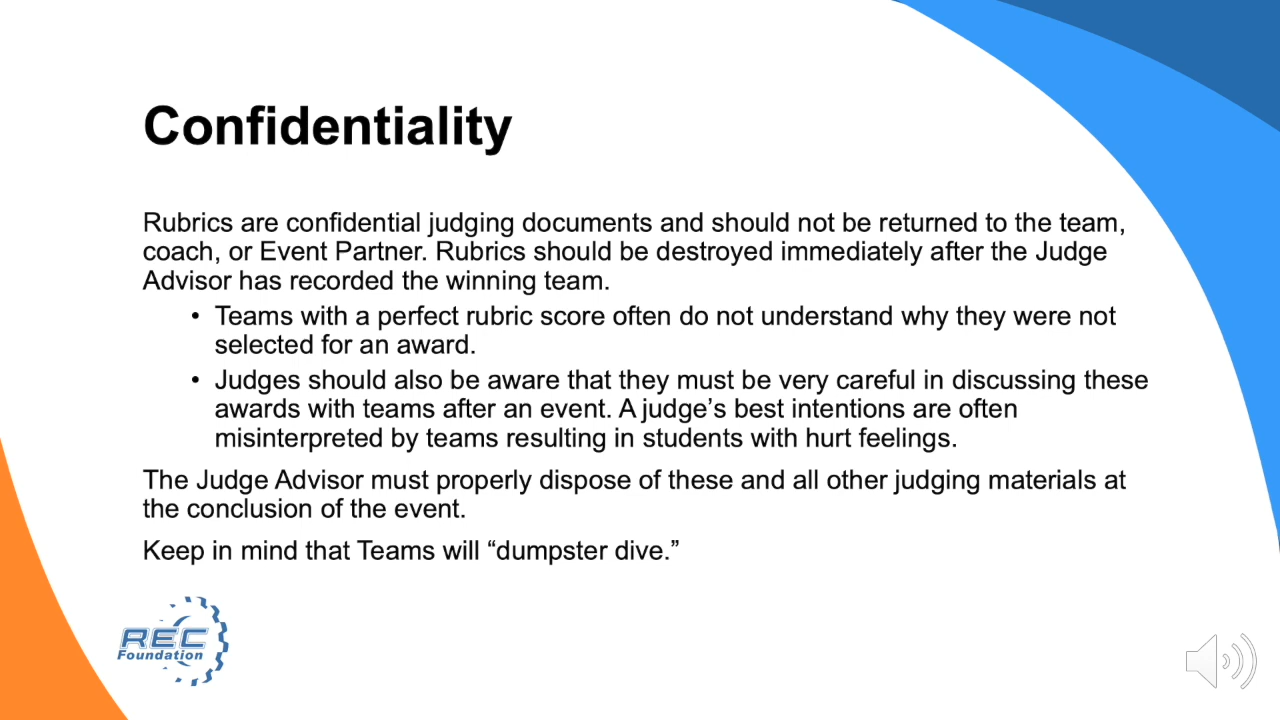 Confidentiality
Rubrics are confidential judging documents and should not be returned to the team,
coach, or Event Partner. Rubrics should be destroyed immediately after the Judge
Advisor has recorded the winning team.
• Teams with a perfect rubric score often do not understand why they were not
selected for an award.
• Judges should also be aware that they must be very careful in discussing these
awards with teams after an event. A judge’s best intentions are often
misinterpreted by teams resulting in students with hurt feelings.
The Judge Advisor must properly dispose of these and all other judging materials at
the conclusion of the event.
Keep in mind that Teams will “dumpster dive.”
REC
Foundation